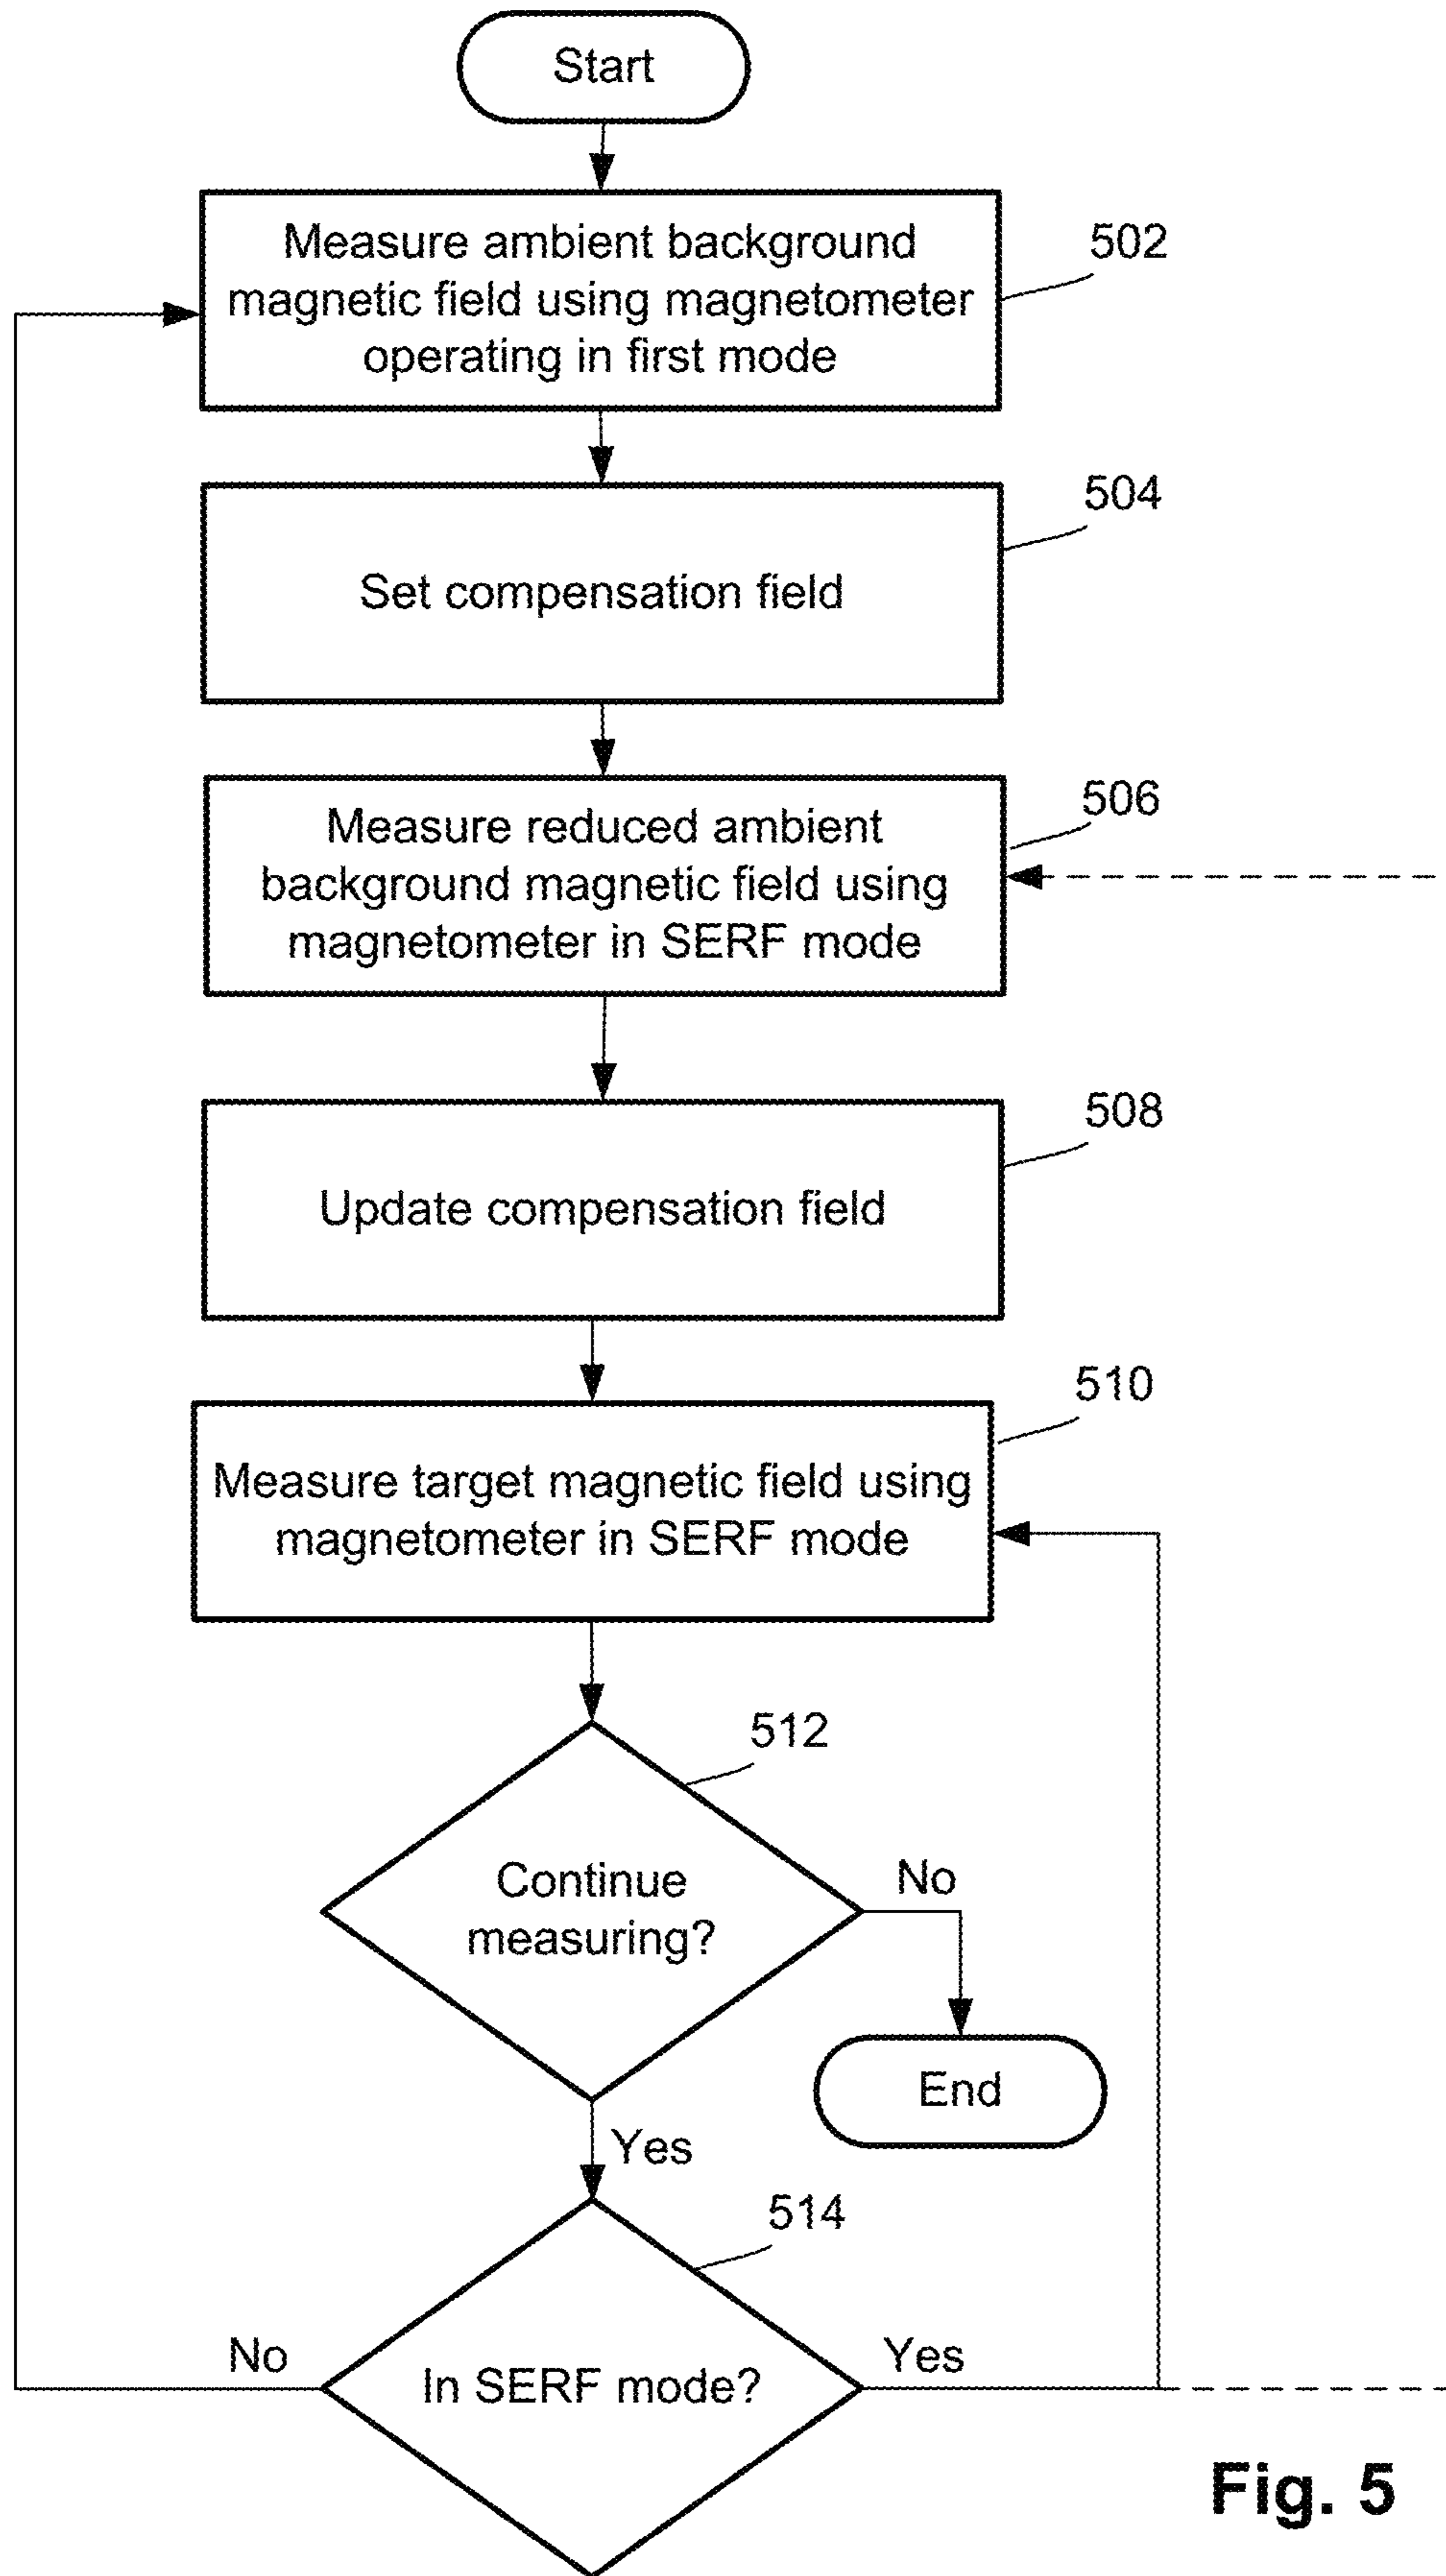 Start
Measure ambient background
magnetic field using magnetometer
operating in first mode
502
Set compensation field
504
Measure reduced ambient
background magnetic field using
magnetometer in SERF mode
506
Update compensation field
508
Measure target magnetic field using
magnetometer in SERF mode
510
Continue
measuring?
512
No
End
Yes
In SERF mode?
514
No
Yes
Fig. 5